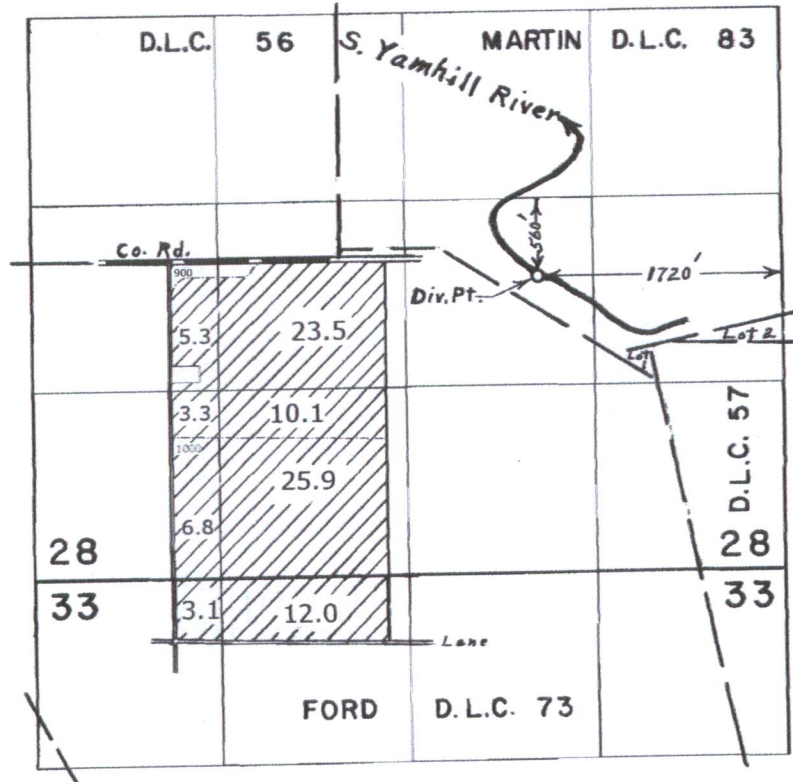 D.L.C. 56 S. Yamhill River MARTIN D.L.C. 83
560'
Co. Rd.
900
1720'
Div. Pt.
5.3 23.5
Lot 2
Lot 1
3.3 10.1
D.L.C. 57
1000
25.9
6.8
28 28
33 33
3.1 12.0
Lane
FORD D.L.C. 73